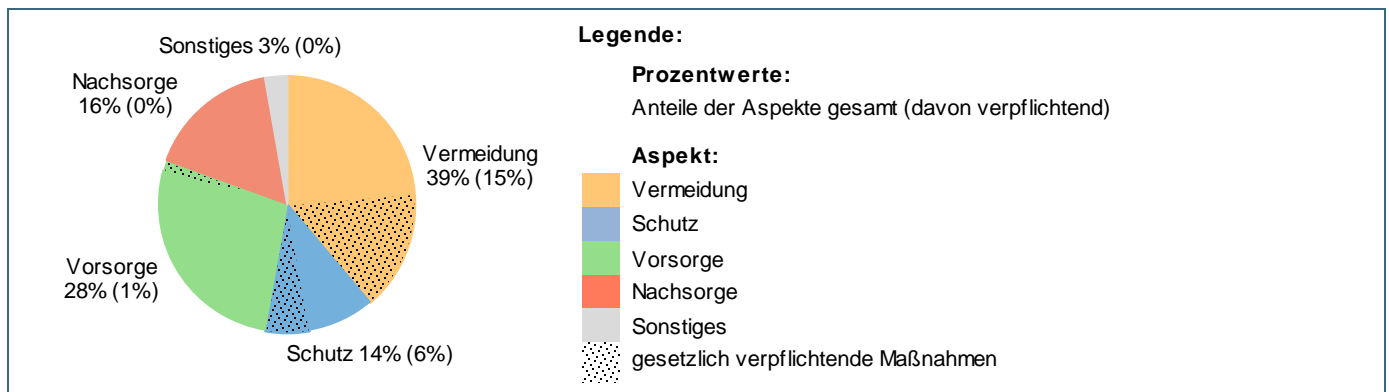 Sonstiges 3% (0%)
Nachsorge
16% (0%)
Vermeidung
39% (15%)
Vorsorge
28% (1%)
Schutz 14% (6%)
Legende:
Prozentwerte:
Anteile der Aspekte gesamt (davon verpflichtend)
Aspekt:
Vermeidung
Schutz
Vorsorge
Nachsorge
Sonstiges
gesetzlich verpflichtende Maßnahmen